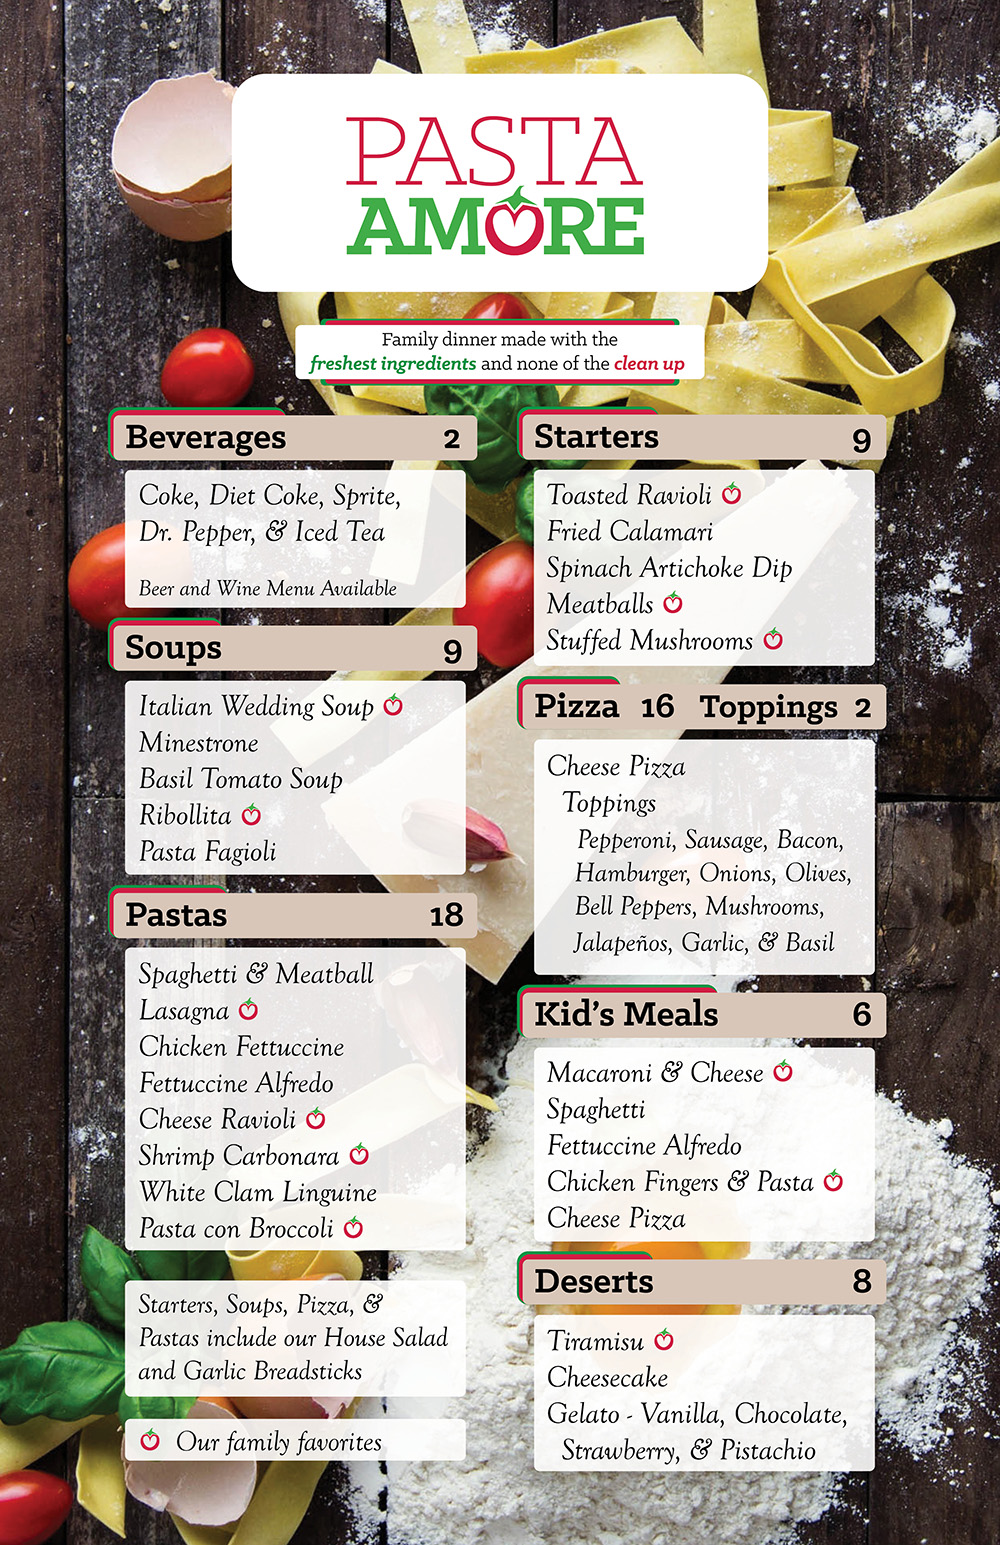 PASTA
AMORE
Family dinner made with the
freshest ingredients and none of the clean up
Beverages 2
Coke, Diet Coke, Sprite,
Dr. Pepper, & Iced Tea
Beer and Wine Menu Available
Soups 9
Italian Wedding Soup
Minestrone
Basil Tomato Soup
Ribollita
Pasta Fagioli
Pastas 18
Spaghetti & Meatball
Lasagna
Chicken Fettuccine
Fettuccine Alfredo
Cheese Ravioli
Shrimp Carbonara
White Clam Linguine
Pasta con Broccoli
Starters, Soups, Pizza, &
Pastas include our House Salad
and Garlic Breadsticks
Our family favorites
Starters 9
Toasted Ravioli
Fried Calamari
Spinach Artichoke Dip
Meatballs
Stuffed Mushrooms
Pizza 16 Toppings 2
Cheese Pizza
Toppings
Pepperoni, Sausage, Bacon,
Hamburger, Onions, Olives,
Bell Peppers, Mushrooms,
Jalapeños, Garlic, & Basil
Kid's Meals 6
Macaroni & Cheese
Spaghetti
Fettuccine Alfredo
Chicken Fingers & Pasta
Cheese Pizza
Deserts 8
Tiramisu
Cheesecake
Gelato - Vanilla, Chocolate,
Strawberry, & Pistachio